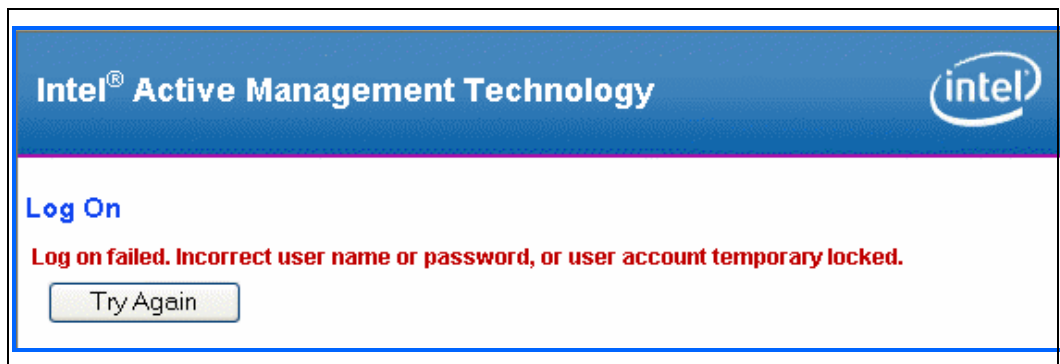 Intel® Active Management Technology
intel
Log On
Log on failed. Incorrect user name or password, or user account temporary locked.
Try Again